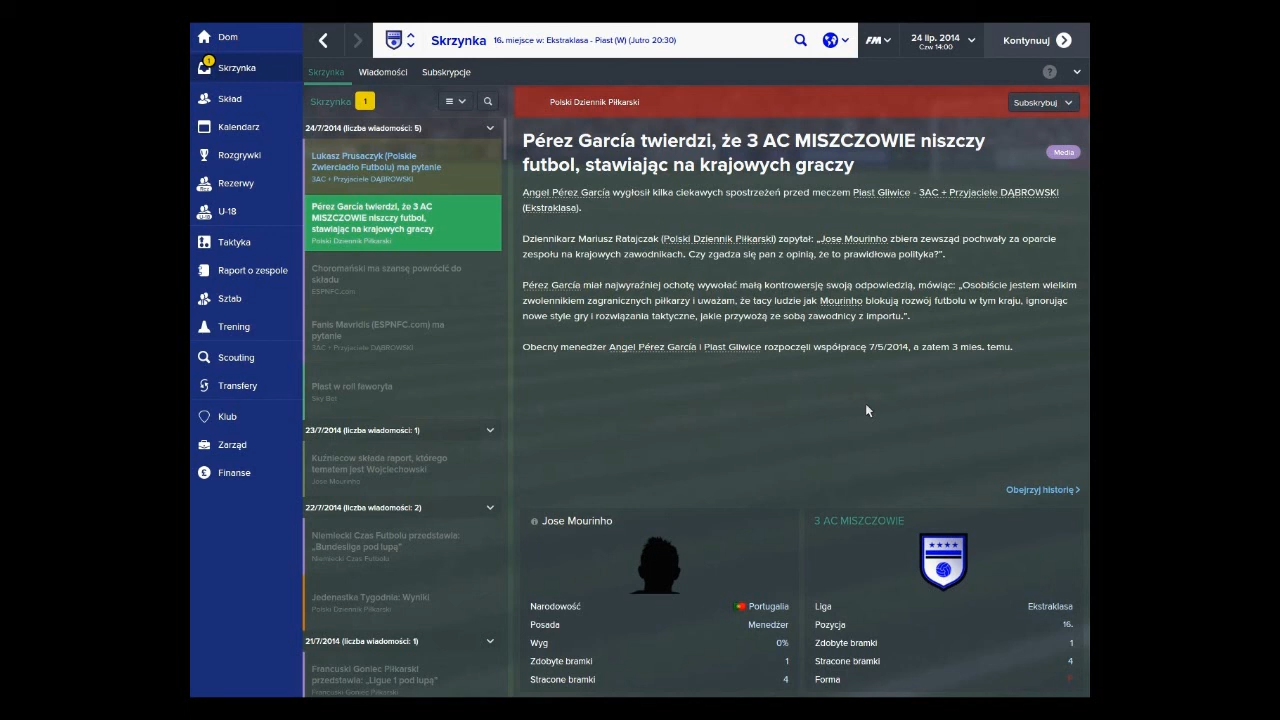 Dom
Skrzynka
1
Skład
Kalendarz
Rozgrywki
Rezerwy
U-18
Taktyka
Raport o zespole
Sztab
Trening
Scouting
Transfery
Klub
Zarząd
Finanse
Skrzynka 16. miejsce w: Ekstraklasa - Piast (W) (Jutro 20:30)
FM
24 lip. 2014
Czw 14:00
Kontynuuj
Skrzynka Wiadomości Subskrypcje
?
Skrzynka 1
24/7/2014 (liczba wiadomości: 5)
Lukasz Prusaczyk (Polskie
Zwierciadło Futbolu) ma pytanie
3AC + Przyjaciele DĄBROWSKI
Pérez García twierdzi, że 3 AC
MISZCZOWIE niszczy futbol,
stawiając na krajowych graczy
Polski Dziennik Piłkarski
Choromański ma szansę powrócić do
składu
ESPNFC.com
Fanis Mavridis (ESPNFC.com) ma
pytanie
3AC + Przyjaciele DĄBROWSKI
Piast w roli faworyta
Sky Bet
23/7/2014 (liczba wiadomości: 1)
Kuźniecow składa raport, którego
tematem jest Wojciechowski
Jose Mourinho
22/7/2014 (liczba wiadomości: 2)
Niemiecki Czas Futbolu przedstawia:
„Bundesliga pod lupą”
Niemiecki Czas Futbolu
Jedenastka Tygodnia: Wyniki
Polski Dziennik Piłkarski
21/7/2014 (liczba wiadomości: 1)
Francuski Goniec Piłkarski
przedstawia: „Ligue 1 pod lupą”
Francuski Goniec Piłkarski
Polski Dziennik Piłkarski
Subskrybuj
Pérez García twierdzi, że 3 AC MISZCZOWIE niszczy
futbol, stawiając na krajowych graczy
Media
Angel Pérez García wygłosił kilka ciekawych spostrzeżeń przed meczem Piast Gliwice - 3AC + Przyjaciele DĄBROWSKI
(Ekstraklasa).
Dziennikarz Mariusz Ratajczak (Polski Dziennik Piłkarski) zapytał: „Jose Mourinho zbiera zewsząd pochwały za oparcie
zespołu na krajowych zawodnikach. Czy zgadza się pan z opinią, że to prawidłowa polityka?”.
Pérez García miał najwyraźniej ochotę wywołać małą kontrowersję swoją odpowiedzią, mówiąc: „Osobiście jestem wielkim
zwolennikiem zagranicznych piłkarzy i uważam, że tacy ludzie jak Mourinho blokują rozwój futbolu w tym kraju, ignorując
nowe style gry i rozwiązania taktyczne, jakie przywożą ze sobą zawodnicy z importu.”.
Obecny menedżer Angel Pérez García i Piast Gliwice rozpoczęli współpracę 7/5/2014, a zatem 3 mies. temu.
Obejrzyj historię
Jose Mourinho
Narodowość Portugalia
Posada Menedżer
Wyg 0%
Zdobyte bramki 1
Stracone bramki 4
3 AC MISZCZOWIE
Liga Ekstraklasa
Pozycja 16.
Zdobyte bramki 1
Stracone bramki 4
Forma P